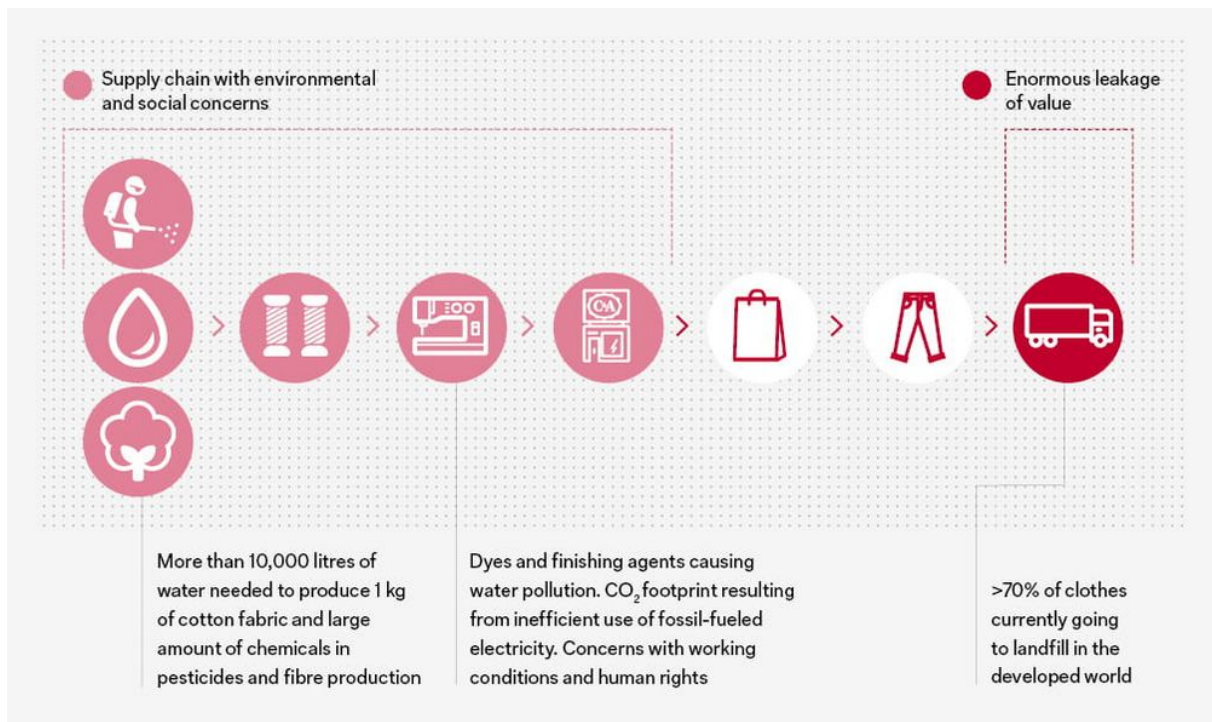 Supply chain with environmental
and social concerns
Enormous leakage
of value
C&A
More than 10,000 litres of
water needed to produce 1 kg
of cotton fabric and large
amount of chemicals in
pesticides and fibre production
Dyes and finishing agents causing
water pollution. CO₂ footprint resulting
from inefficient use of fossil-fueled
electricity. Concerns with working
conditions and human rights
>70% of clothes
currently going
to landfill in the
developed world